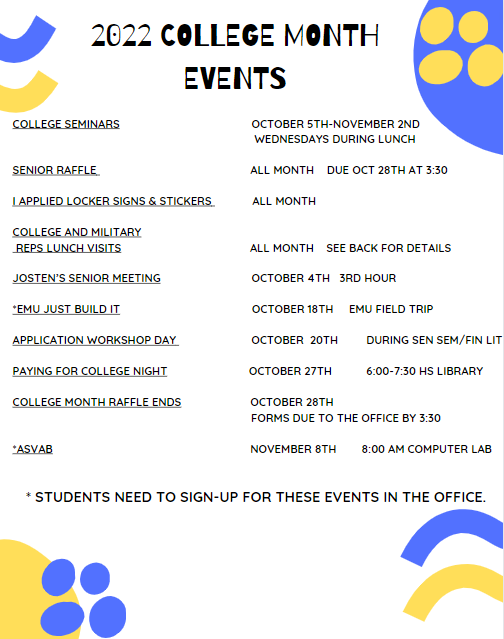 2022 COLLEGE MONTH
EVENTS
COLLEGE SEMINARS OCTOBER 5TH-NOVEMBER 2ND
WEDNESDAYS DURING LUNCH
SENIOR RAFFLE ALL MONTH DUE OCT 28TH AT 3:30
I APPLIED LOCKER SIGNS & STICKERS ALL MONTH
COLLEGE AND MILITARY
REPS LUNCH VISITS ALL MONTH SEE BACK FOR DETAILS
JOSTEN'S SENIOR MEETING OCTOBER 4TH 3RD HOUR
*EMU JUST BUILD IT OCTOBER 18TH EMU FIELD TRIP
APPLICATION WORKSHOP DAY OCTOBER 20TH DURING SEN SEM/FIN LIT
PAYING FOR COLLEGE NIGHT OCTOBER 27TH 6:00-7:30 HS LIBRARY
COLLEGE MONTH RAFFLE ENDS OCTOBER 28TH
FORMS DUE TO THE OFFICE BY 3:30
*ASVAB NOVEMBER 8TH 8:00 AM COMPUTER LAB
* STUDENTS NEED TO SIGN-UP FOR THESE EVENTS IN THE OFFICE.